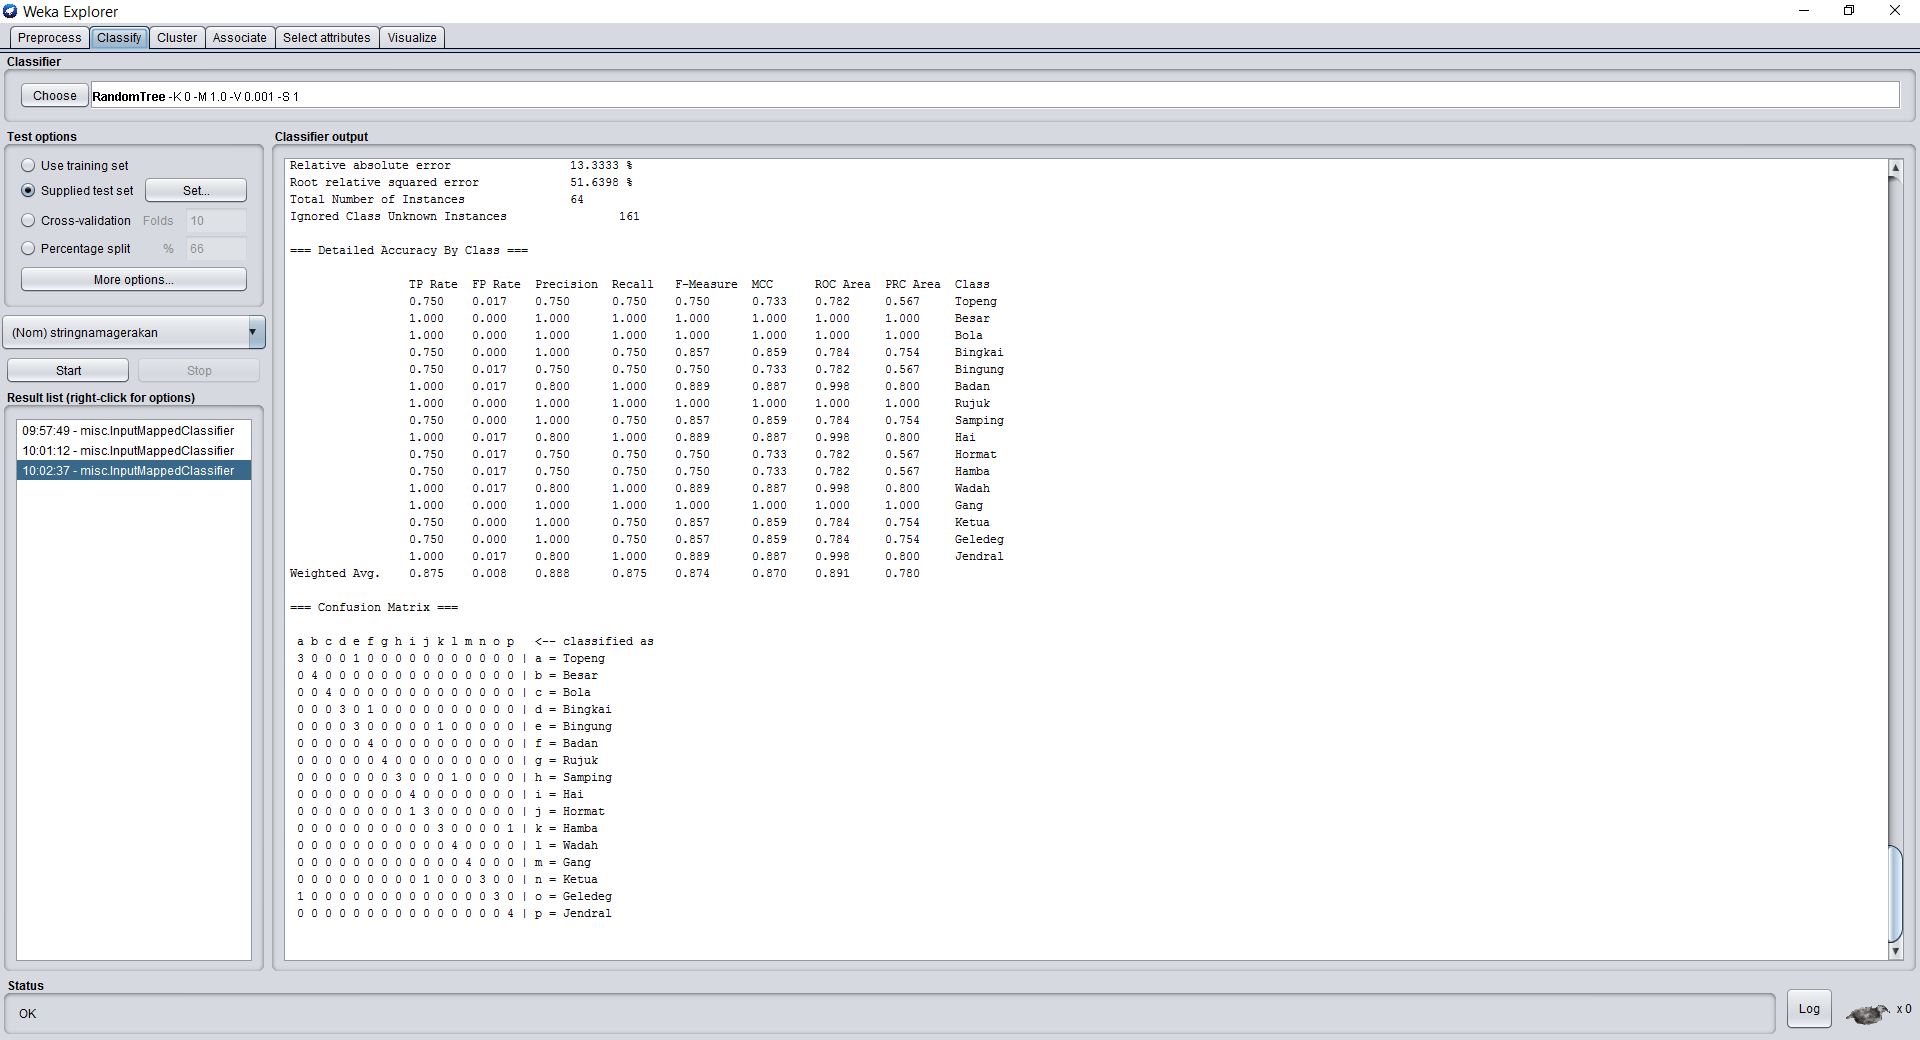 Weka Explorer
Preprocess Classify Cluster Associate Select attributes Visualize
Classifier
Choose RandomTree -K 0 -M 1.0 -V 0.001 -S 1
Test options
Use training set
Supplied test set Set...
Cross-validation Folds 10
Percentage split % 66
More options...
(Nom) stringnamagerakan
Start Stop
Result list (right-click for options)
09:57:49 - misc.InputMappedClassifier
10:01:12 - misc.InputMappedClassifier
10:02:37 - misc.InputMappedClassifier
Classifier output
Relative absolute error 13.3333 %
Root relative squared error 51.6398 %
Total Number of Instances 64
Ignored Class Unknown Instances 161
=== Detailed Accuracy By Class ===
TP Rate FP Rate Precision Recall F-Measure MCC ROC Area PRC Area Class
0.750 0.017 0.750 0.750 0.750 0.733 0.782 0.567 Topeng
1.000 0.000 1.000 1.000 1.000 1.000 1.000 1.000 Besar
1.000 0.000 1.000 1.000 1.000 1.000 1.000 1.000 Bola
0.750 0.000 1.000 0.750 0.857 0.859 0.784 0.754 Bingkai
0.750 0.017 0.750 0.750 0.750 0.733 0.782 0.567 Bingung
1.000 0.017 0.800 1.000 0.889 0.887 0.998 0.800 Badan
1.000 0.000 1.000 1.000 1.000 1.000 1.000 1.000 Rujuk
0.750 0.000 1.000 0.750 0.857 0.859 0.784 0.754 Samping
1.000 0.017 0.800 1.000 0.889 0.887 0.998 0.800 Hai
0.750 0.017 0.750 0.750 0.750 0.733 0.782 0.567 Hormat
0.750 0.017 0.750 0.750 0.750 0.733 0.782 0.567 Hamba
1.000 0.017 0.800 1.000 0.889 0.887 0.998 0.800 Wadah
1.000 0.000 1.000 1.000 1.000 1.000 1.000 1.000 Gang
0.750 0.000 1.000 0.750 0.857 0.859 0.784 0.754 Ketua
0.750 0.000 1.000 0.750 0.857 0.859 0.784 0.754 Geledeg
1.000 0.017 0.800 1.000 0.889 0.887 0.998 0.800 Jendral
Weighted Avg. 0.875 0.008 0.888 0.875 0.874 0.870 0.891 0.780
=== Confusion Matrix ===
a b c d e f g h i j k l m n o p <-- classified as
3 0 0 0 1 0 0 0 0 0 0 0 0 0 0 0 | a = Topeng
0 4 0 0 0 0 0 0 0 0 0 0 0 0 0 0 | b = Besar
0 0 4 0 0 0 0 0 0 0 0 0 0 0 0 0 | c = Bola
0 0 0 3 0 1 0 0 0 0 0 0 0 0 0 0 | d = Bingkai
0 0 0 0 3 0 0 0 0 0 1 0 0 0 0 0 | e = Bingung
0 0 0 0 0 4 0 0 0 0 0 0 0 0 0 0 | f = Badan
0 0 0 0 0 0 4 0 0 0 0 0 0 0 0 0 | g = Rujuk
0 0 0 0 0 0 0 3 0 0 0 1 0 0 0 0 | h = Samping
0 0 0 0 0 0 0 0 4 0 0 0 0 0 0 0 | i = Hai
0 0 0 0 0 0 0 0 1 3 0 0 0 0 0 0 | j = Hormat
0 0 0 0 0 0 0 0 0 0 3 0 0 0 0 1 | k = Hamba
0 0 0 0 0 0 0 0 0 0 0 4 0 0 0 0 | l = Wadah
0 0 0 0 0 0 0 0 0 0 0 0 4 0 0 0 | m = Gang
0 0 0 0 0 0 0 0 0 1 0 0 0 3 0 0 | n = Ketua
1 0 0 0 0 0 0 0 0 0 0 0 0 0 3 0 | o = Geledeg
0 0 0 0 0 0 0 0 0 0 0 0 0 0 0 4 | p = Jendral
Status
OK
Log x 0